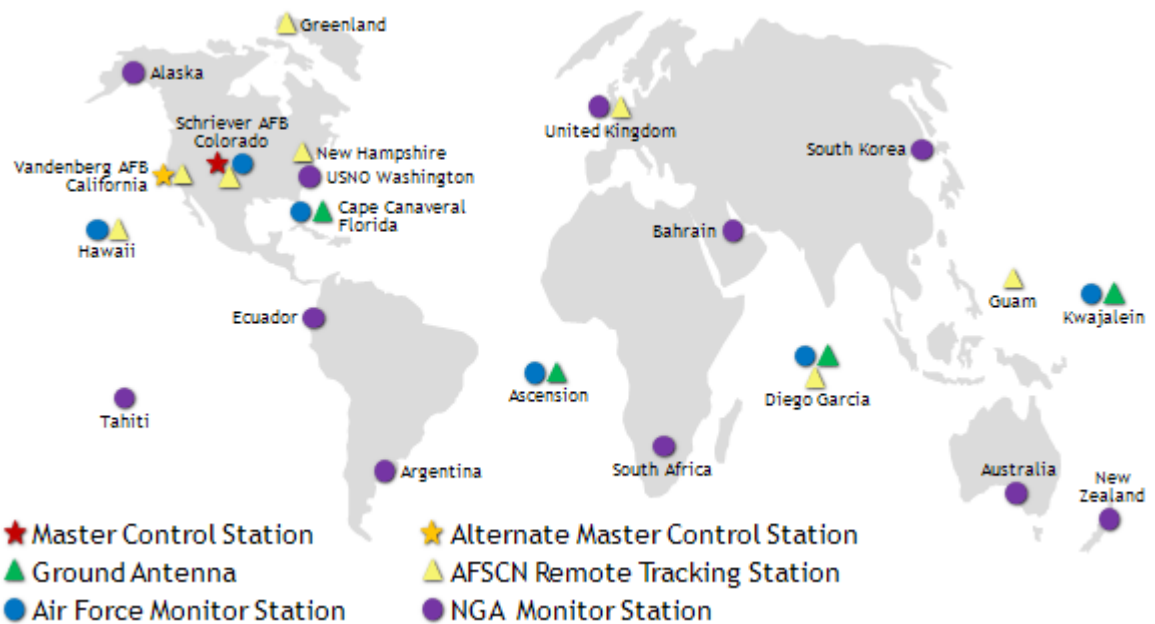 Greenland
Alaska
Schriever AFB
Colorado
Vandenberg AFB
California
New Hampshire
USNO Washington
Cape Canaveral
Florida
Hawaii
United Kingdom
South Korea
Bahrain
Guam
Kwajalein
Ecuador
Ascension
Diego Garcia
Tahiti
Argentina
South Africa
Australia
New
Zealand
Master Control Station
Alternate Master Control Station
Ground Antenna
AFSCN Remote Tracking Station
Air Force Monitor Station
NGA Monitor Station